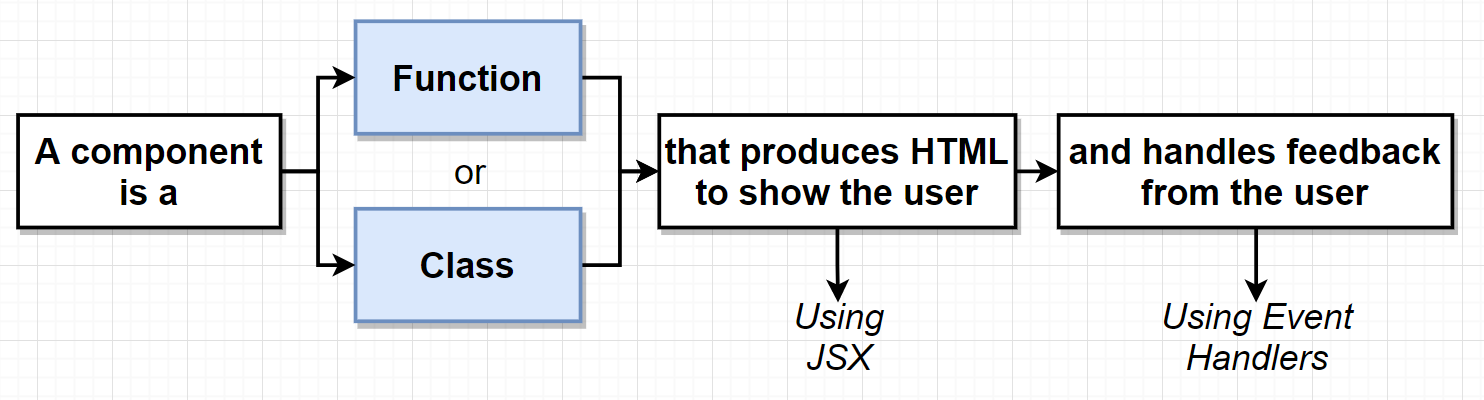 A component
is a
Function
or
Class
that produces HTML
to show the user
Using
JSX
and handles feedback
from the user
Using Event
Handlers